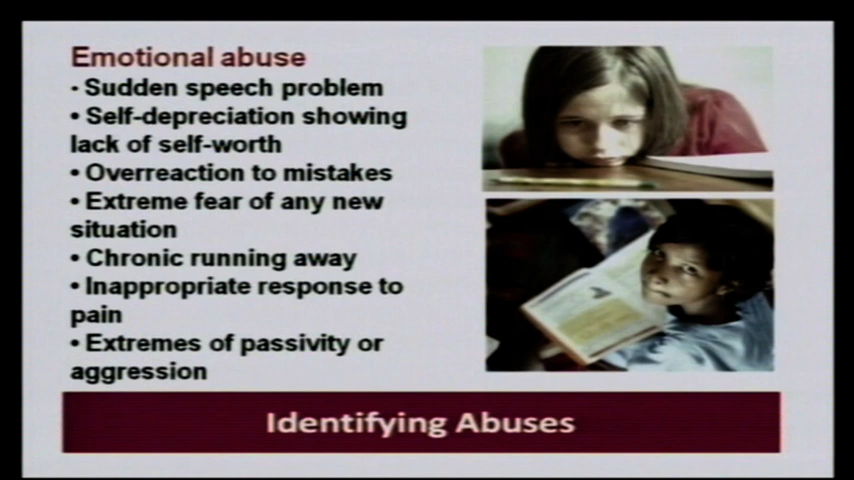 Emotional abuse
• Sudden speech problem
• Self-depreciation showing
lack of self-worth
• Overreaction to mistakes
• Extreme fear of any new
situation
• Chronic running away
• Inappropriate response to
pain
• Extremes of passivity or
aggression
Identifying Abuses